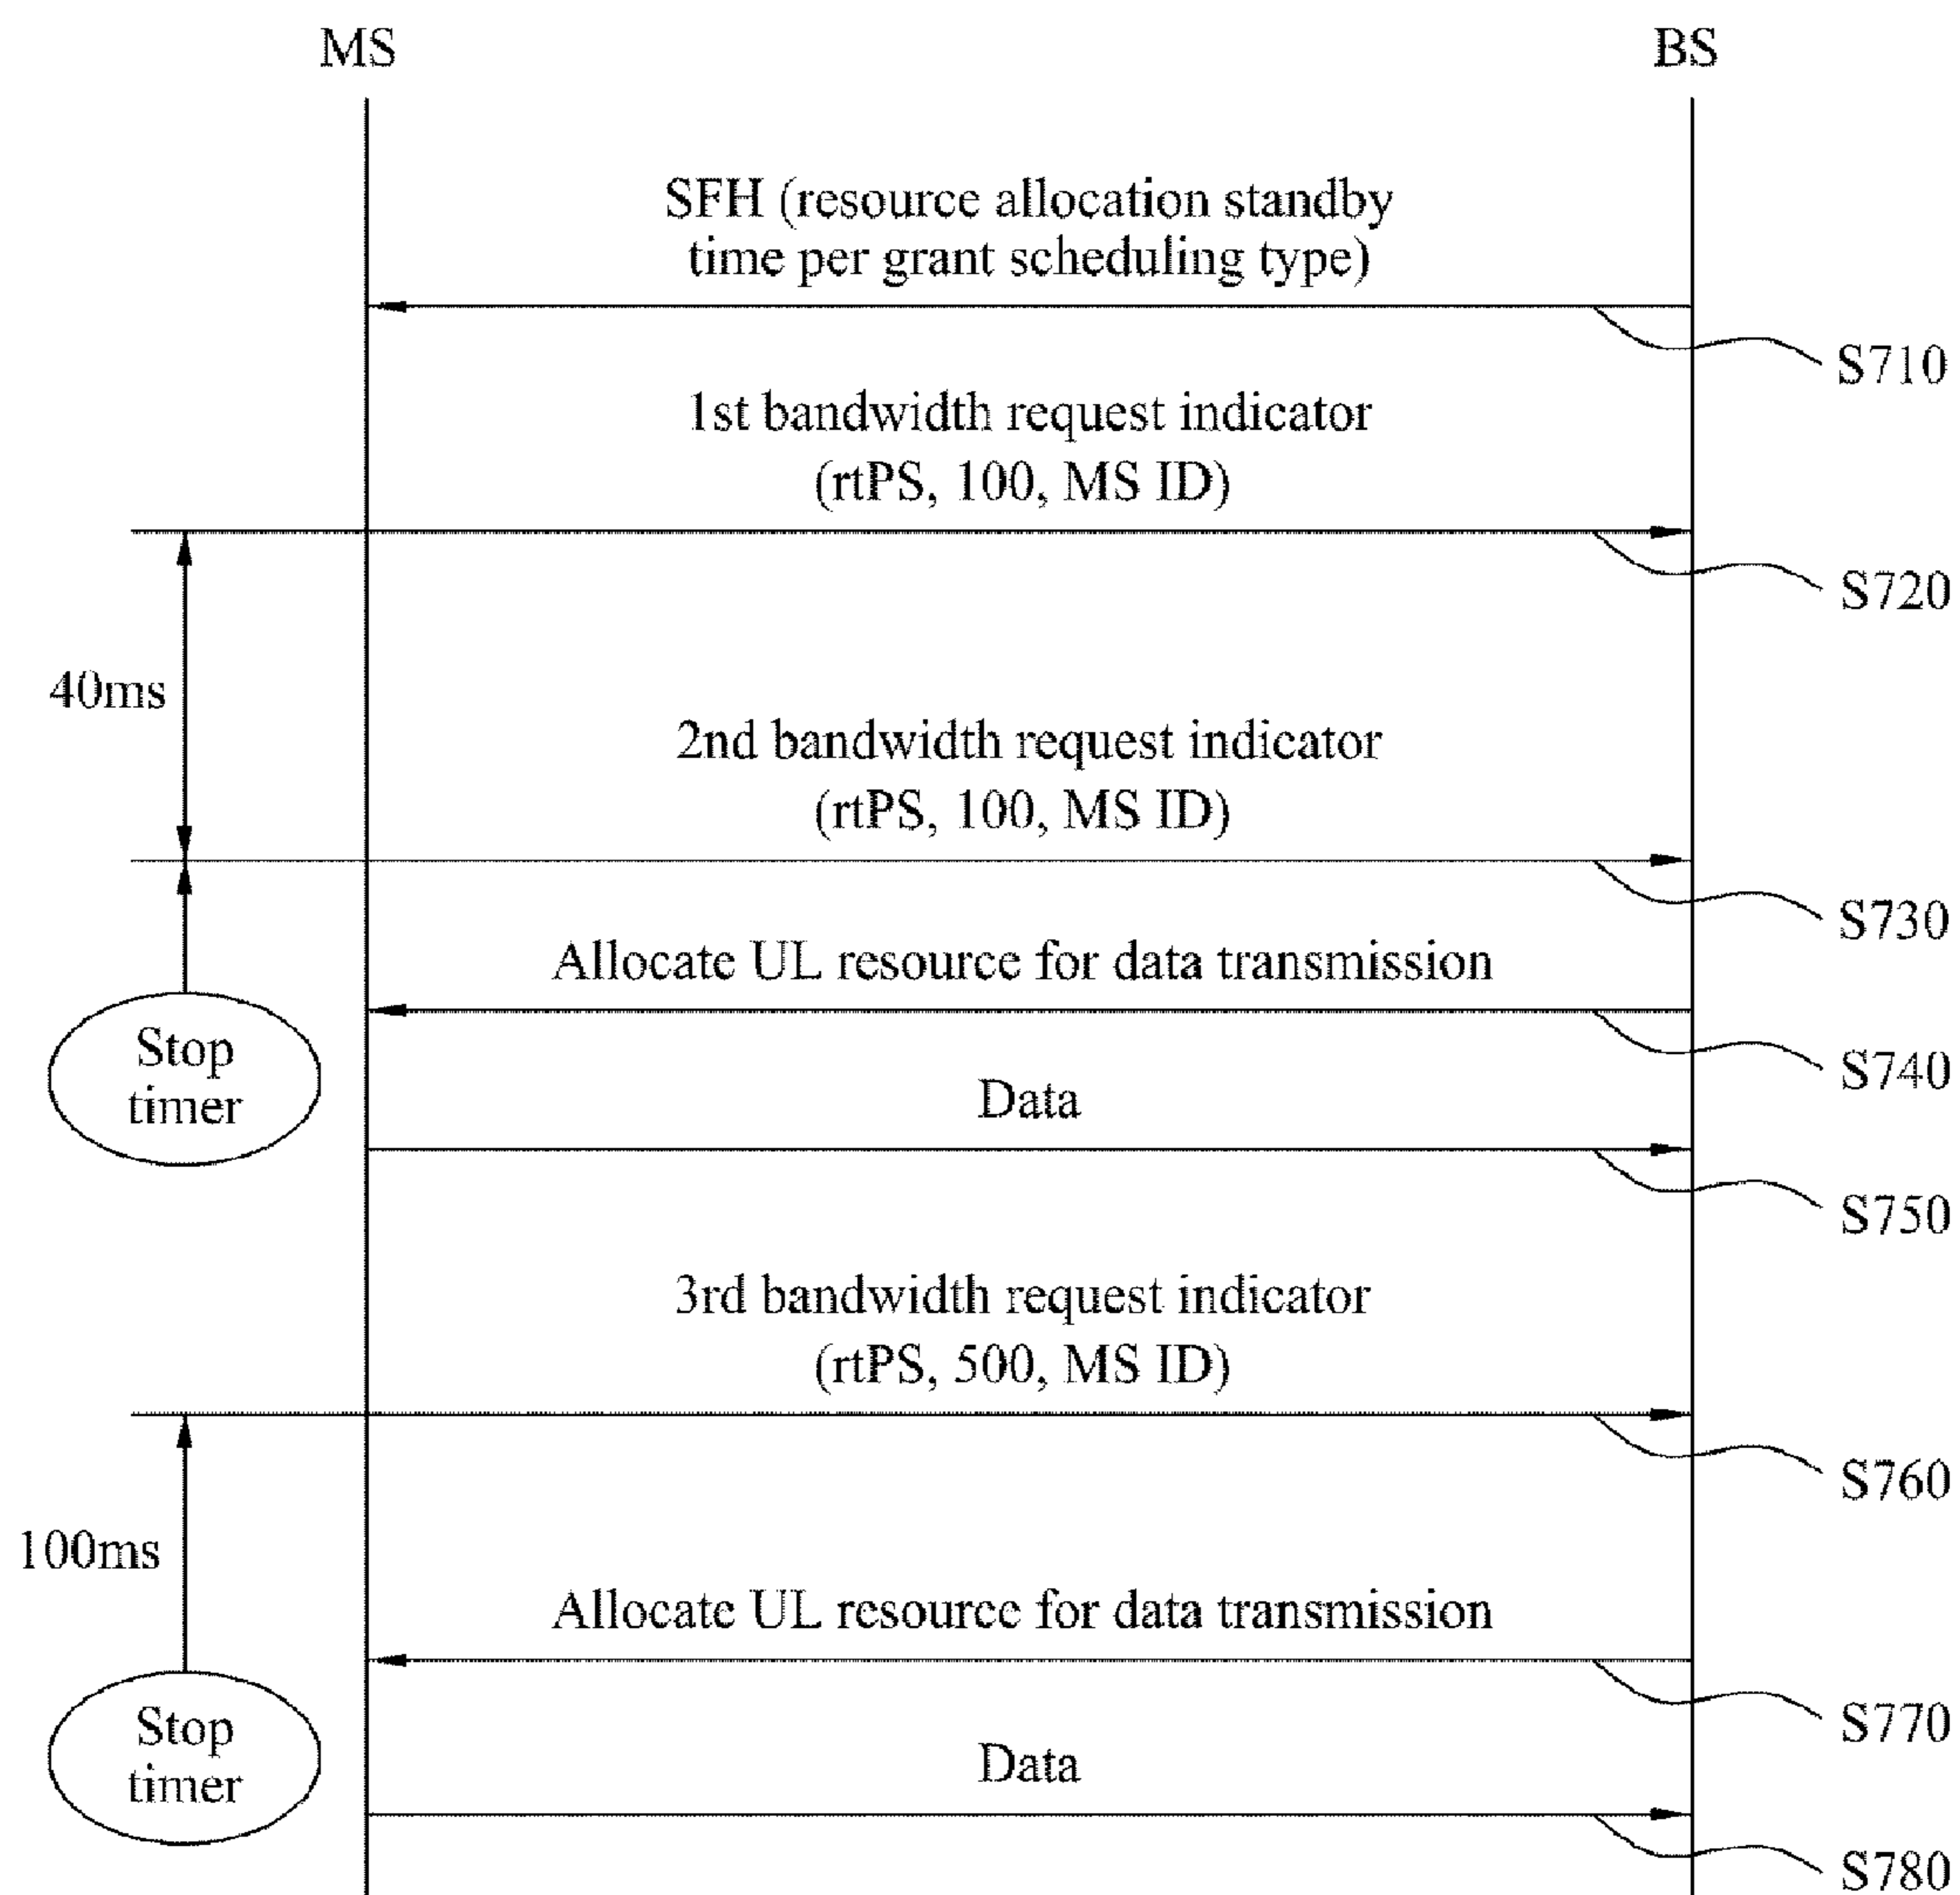 MS
BS
SFH (resource allocation standby
time per grant scheduling type)
S710
1st bandwidth request indicator
(rtPS, 100, MS ID)
S720
40ms
2nd bandwidth request indicator
(rtPS, 100, MS ID)
S730
Allocate UL resource for data transmission
S740
Stop
timer
Data
S750
3rd bandwidth request indicator
(rtPS, 500, MS ID)
S760
100ms
Allocate UL resource for data transmission
S770
Stop
timer
Data
S780